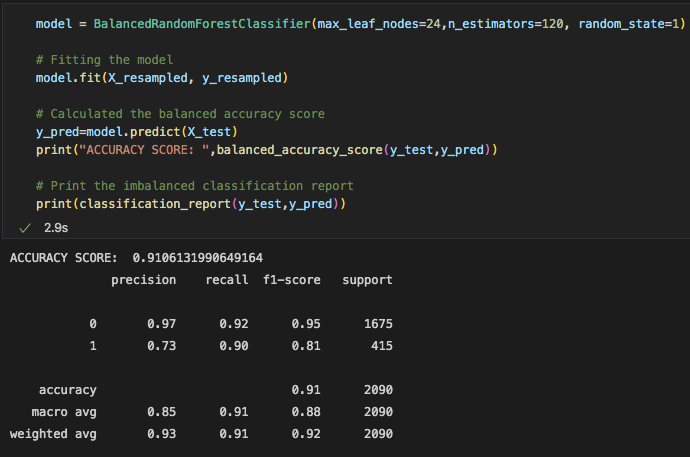 model = BalancedRandomForestClassifier(max_leaf_nodes=24,n_estimators=120, random_state=1)
# Fitting the model
model.fit(X_resampled, y_resampled)
# Calculated the balanced accuracy score
y_pred=model.predict(X_test)
print("ACCURACY SCORE: ",balanced_accuracy_score(y_test,y_pred))
# Print the imbalanced classification report
print(classification_report(y_test,y_pred))
✓ 2.9s
ACCURACY SCORE:  0.9106131990649164
precision recall f1-score support
0 0.97 0.92 0.95 1675
1 0.73 0.90 0.81 415
accuracy 0.91 2090
macro avg 0.85 0.91 0.88 2090
weighted avg 0.93 0.91 0.92 2090